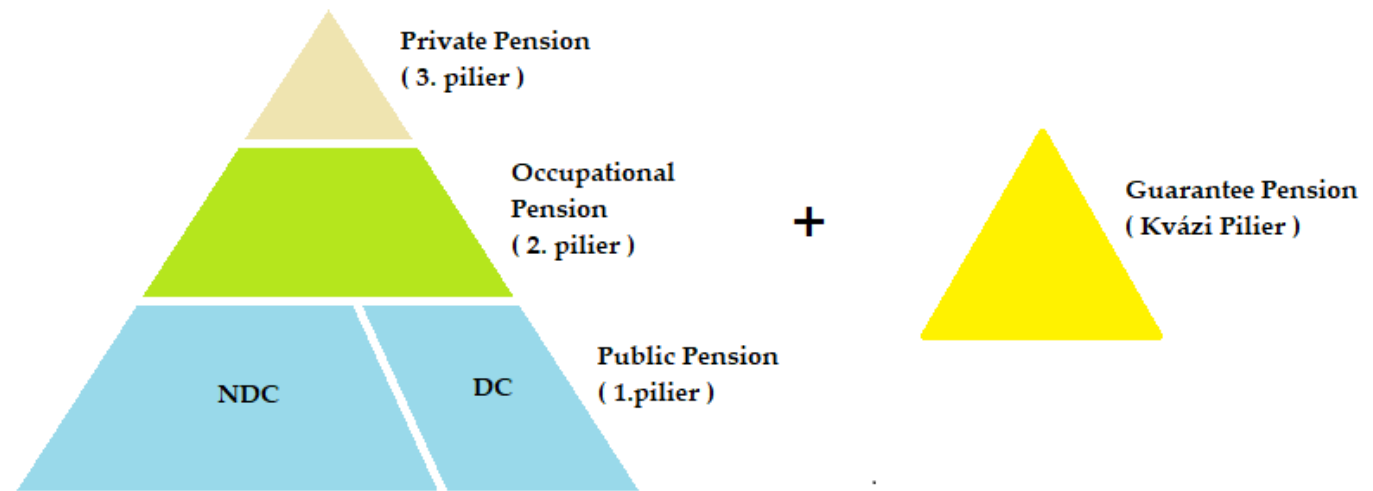 Private Pension
( 3. pilier )
Occupational
Pension
( 2. pilier )
+
Guarantee Pension
( Kvázi Pilier )
Public Pension
( 1.pilier )
NDC
DC
.